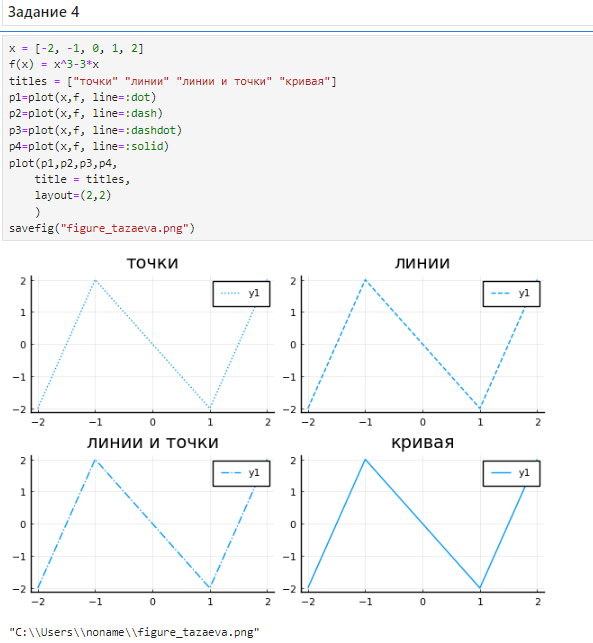 Задание 4
x = [-2, -1, 0, 1, 2]
f(x) = x^3-3*x
titles = ["точки" "линии" "линии и точки" "кривая"]
p1=plot(x,f, line=:dot)
p2=plot(x,f, line=:dash)
p3=plot(x,f, line=:dashdot)
p4=plot(x,f, line=:solid)
plot(p1,p2,p3,p4,
title = titles,
layout=(2,2)
)
savefig("figure_tazaeva.png")
точки
y1
2
1
0
−1
−2
−2 −1 0 1 2
линии
y1
2
1
0
−1
−2
−2 −1 0 1 2
линии и точки
y1
2
1
0
−1
−2
−2 −1 0 1 2
кривая
y1
2
1
0
−1
−2
−2 −1 0 1 2
"C:\\Users\\noname\\figure_tazaeva.png"